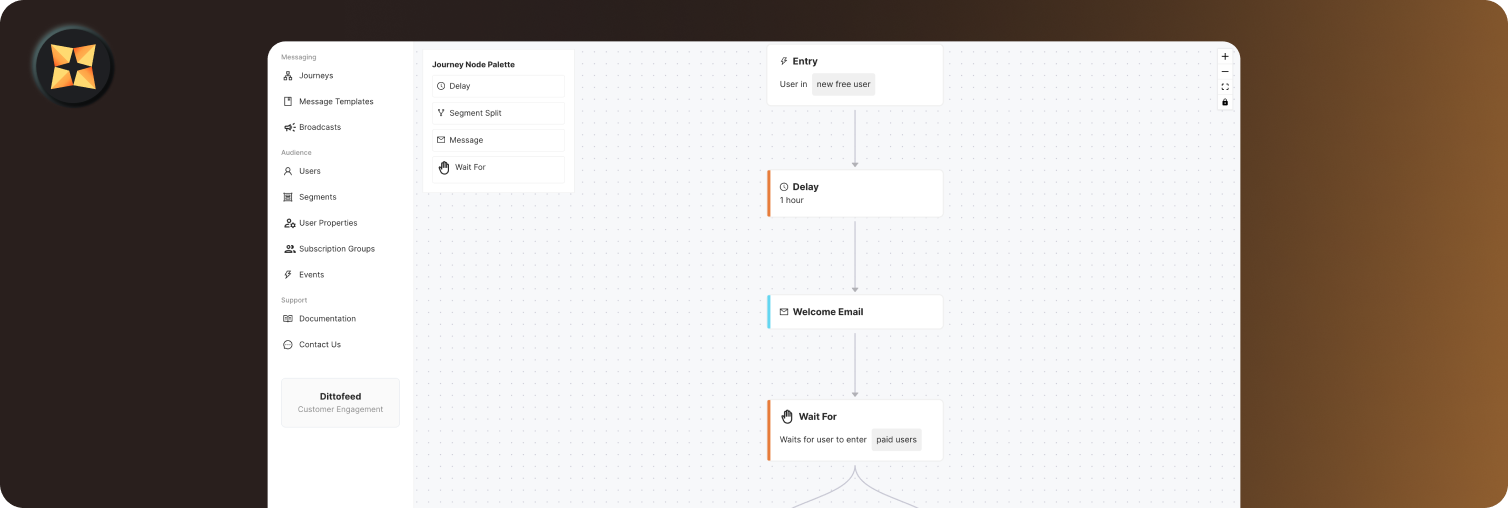 Messaging
Journeys
Message Templates
Broadcasts
Audience
Users
Segments
User Properties
Subscription Groups
Events
Support
Documentation
Contact Us
Dittofeed
Customer Engagement
Journey Node Palette
Delay
Segment Split
Message
Wait For
Entry
User in new free user
Delay
1 hour
Welcome Email
Wait For
Waits for user to enter paid users